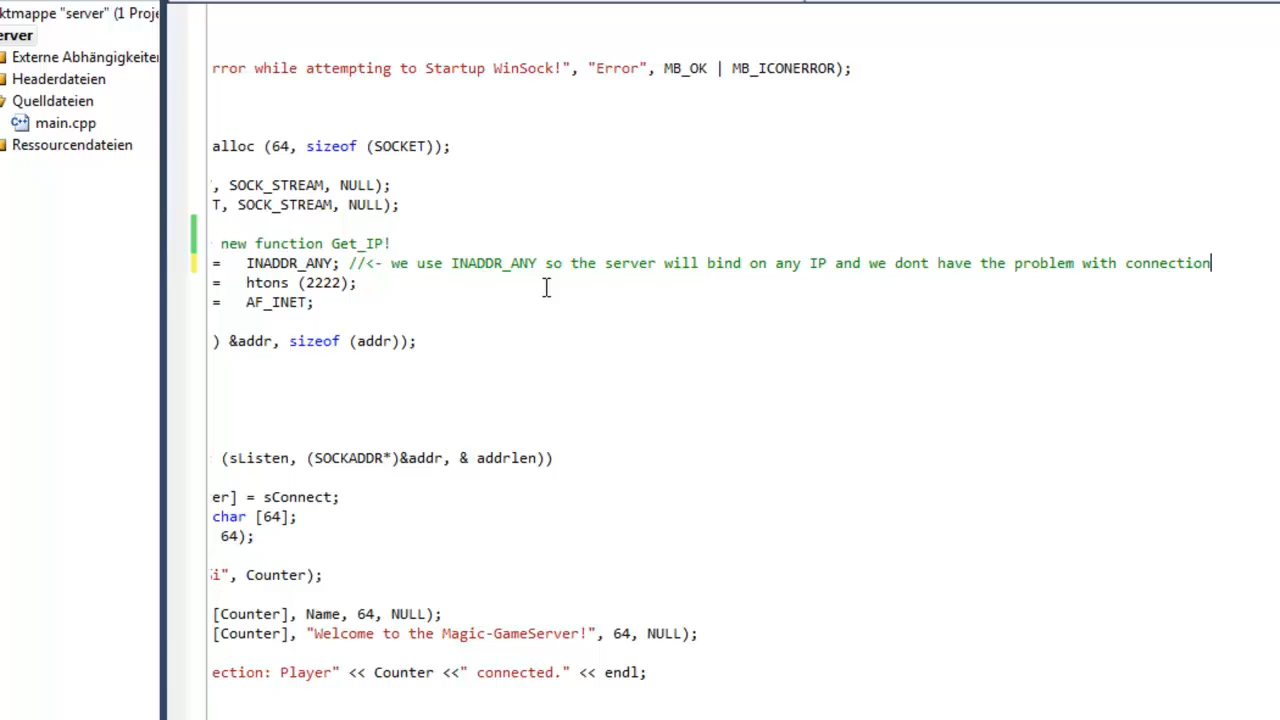 ktmappe "server" (1 Proje
erver
Externe Abhängigkeiten
Headerdateien
Quelldateien
main.cpp
Ressourcendateien
rror while attempting to Startup WinSock!", "Error", MB_OK | MB_ICONERROR);
alloc (64, sizeof (SOCKET));
, SOCK_STREAM, NULL);
T, SOCK_STREAM, NULL);
new function Get_IP!
= INADDR_ANY; //<- we use INADDR_ANY so the server will bind on any IP and we dont have the problem with connection
= htons (2222);
= AF_INET;
) &addr, sizeof (addr));
(sListen, (SOCKADDR*)&addr, & addrlen))
er] = sConnect;
char [64];
64);
i", Counter);
[Counter], Name, 64, NULL);
[Counter], "Welcome to the Magic-GameServer!", 64, NULL);
ection: Player" << Counter <<" connected." << endl;